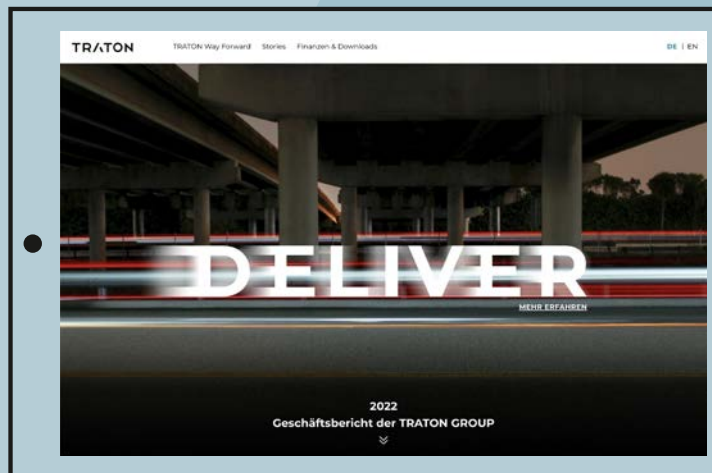 TRATON
TRATON Way Forward Stories Finanzen & Downloads
DE | EN
DELIVER
MEHR ERFAHREN
2022
Geschäftsbericht der TRATON GROUP